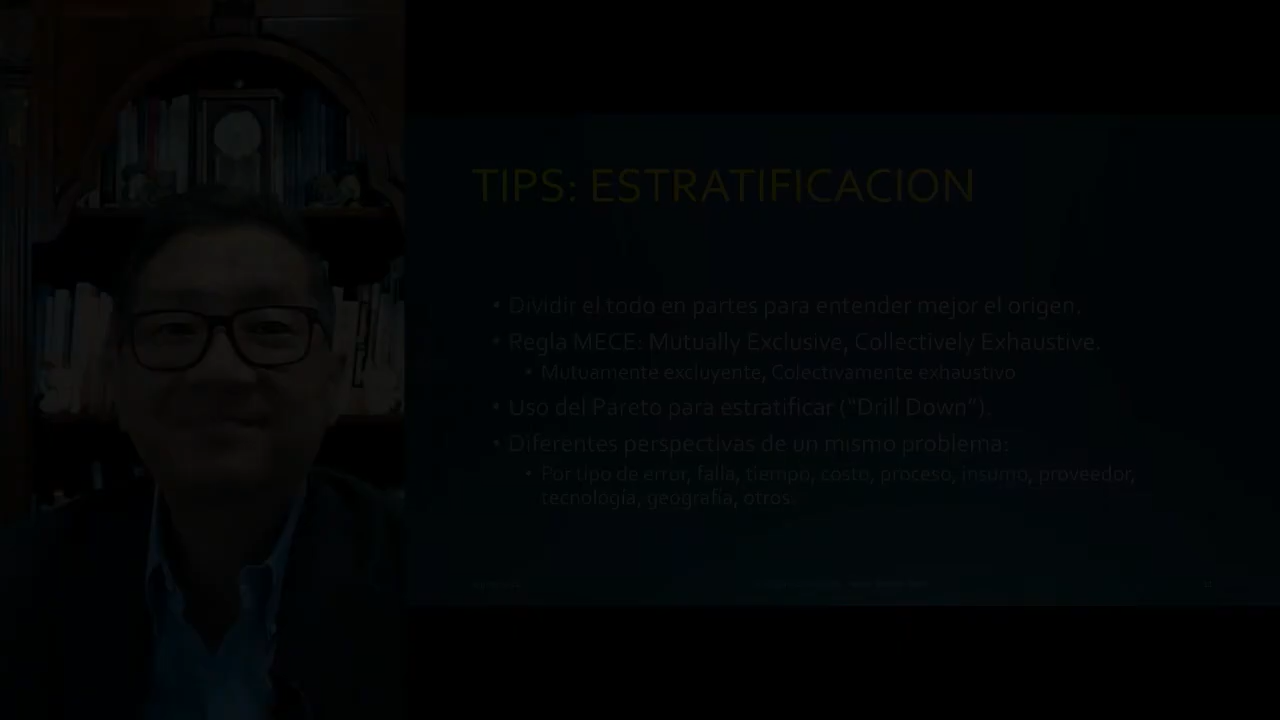 TIPS: ESTRATIFICACION
• Dividir el todo en partes para entender mejor el origen.
• Regla MECE: Mutually Exclusive, Collectively Exhaustive.
• Mutuamente excluyente, Colectivamente exhaustivo
• Uso del Pareto para estratificar (“Drill Down”).
• Diferentes perspectivas de un mismo problema:
• Por tipo de error, falla, tiempo, costo, proceso, insumo, proveedor,
tecnología, geografía, otros.